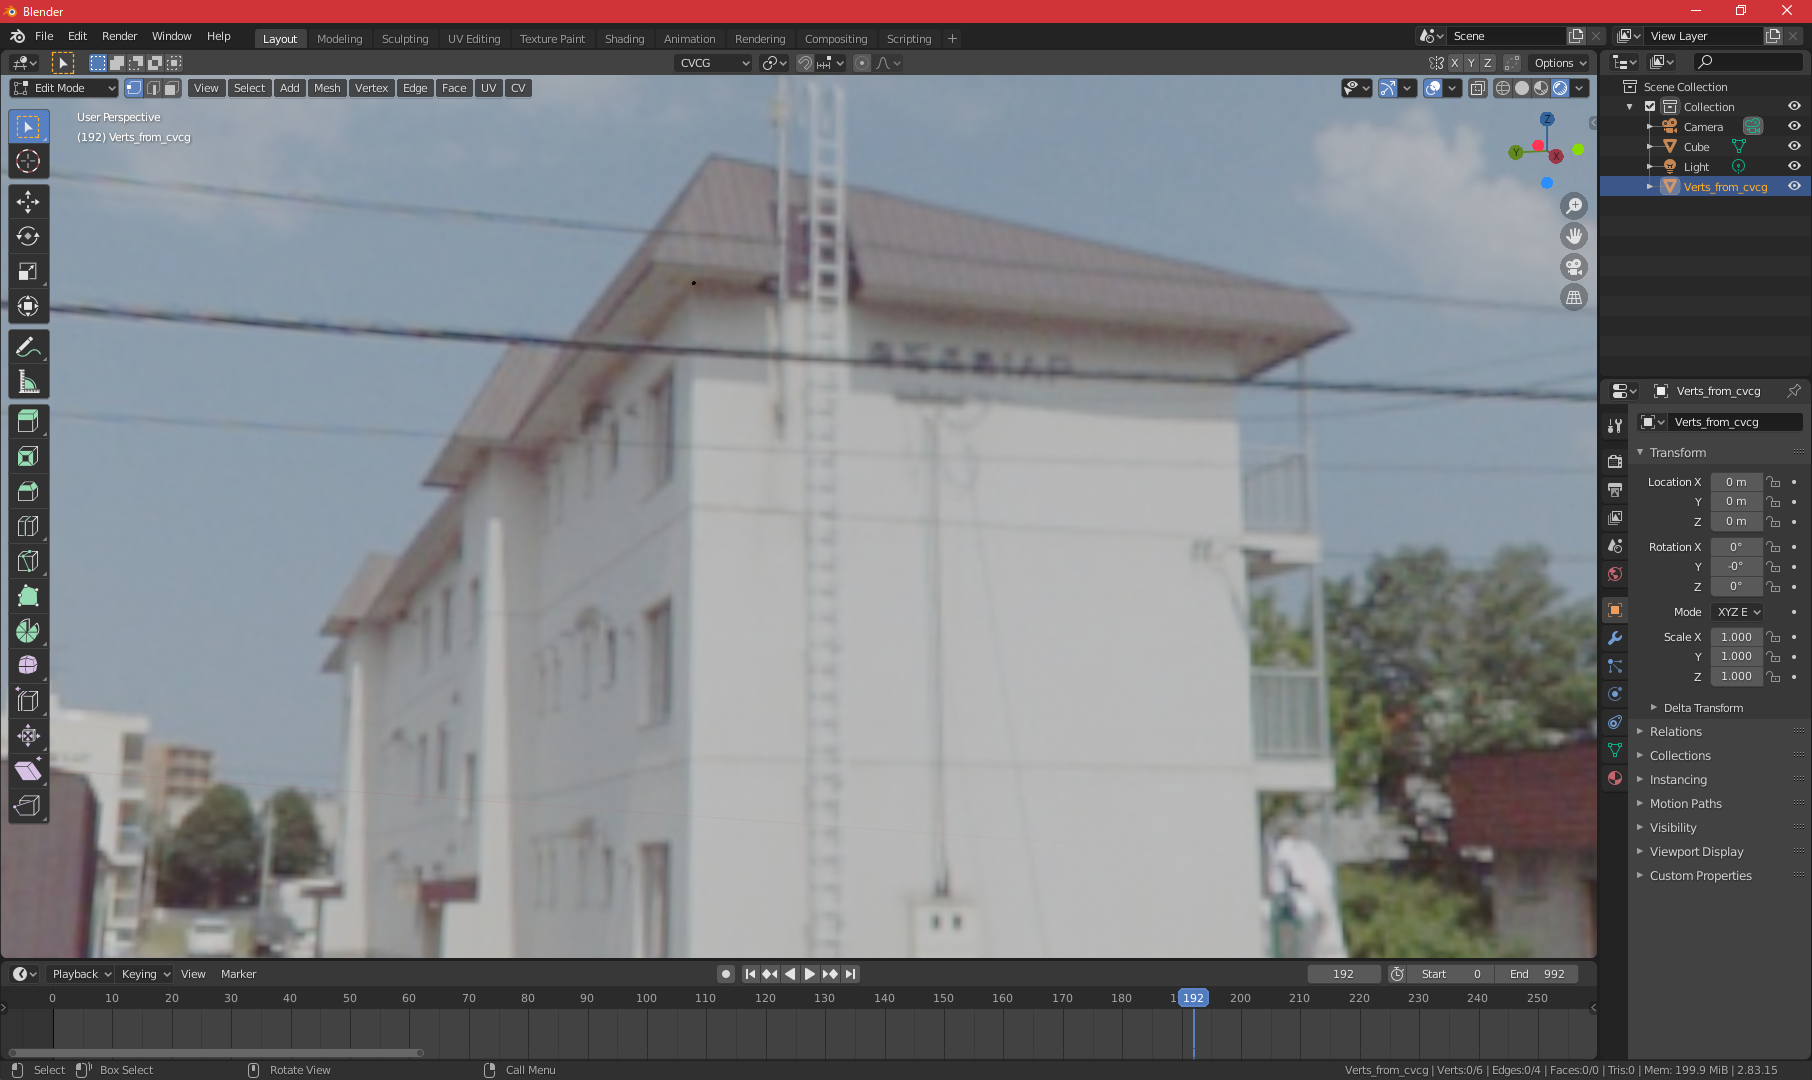 Blender
File Edit Render Window Help
Layout Modeling Sculpting UV Editing Texture Paint Shading Animation Rendering Compositing Scripting +
Scene View Layer
CVCG X Y Z Options
Edit Mode View Select Add Mesh Vertex Edge Face UV CV
User Perspective
(192) Verts_from_cvcg
Z
Y X
Scene Collection
Collection
Camera
Cube
Light
Verts_from_cvcg
Verts_from_cvcg
Verts_from_cvcg
Transform
Location X 0 m
Y 0 m
Z 0 m
Rotation X 0°
Y -0°
Z 0°
Mode XYZ E
Scale X 1.000
Y 1.000
Z 1.000
Delta Transform
Relations
Collections
Instancing
Motion Paths
Visibility
Viewport Display
Custom Properties
Playback Keying View Marker 192 Start 0 End 992
0 10 20 30 40 50 60 70 80 90 100 110 120 130 140 150 160 170 180 192 200 210 220 230 240 250
Select Box Select Rotate View Call Menu Verts_from_cvcg | Verts:0/6 | Edges:0/4 | Faces:0/0 | Tris:0 | Mem: 199.9 MiB | 2.83.15